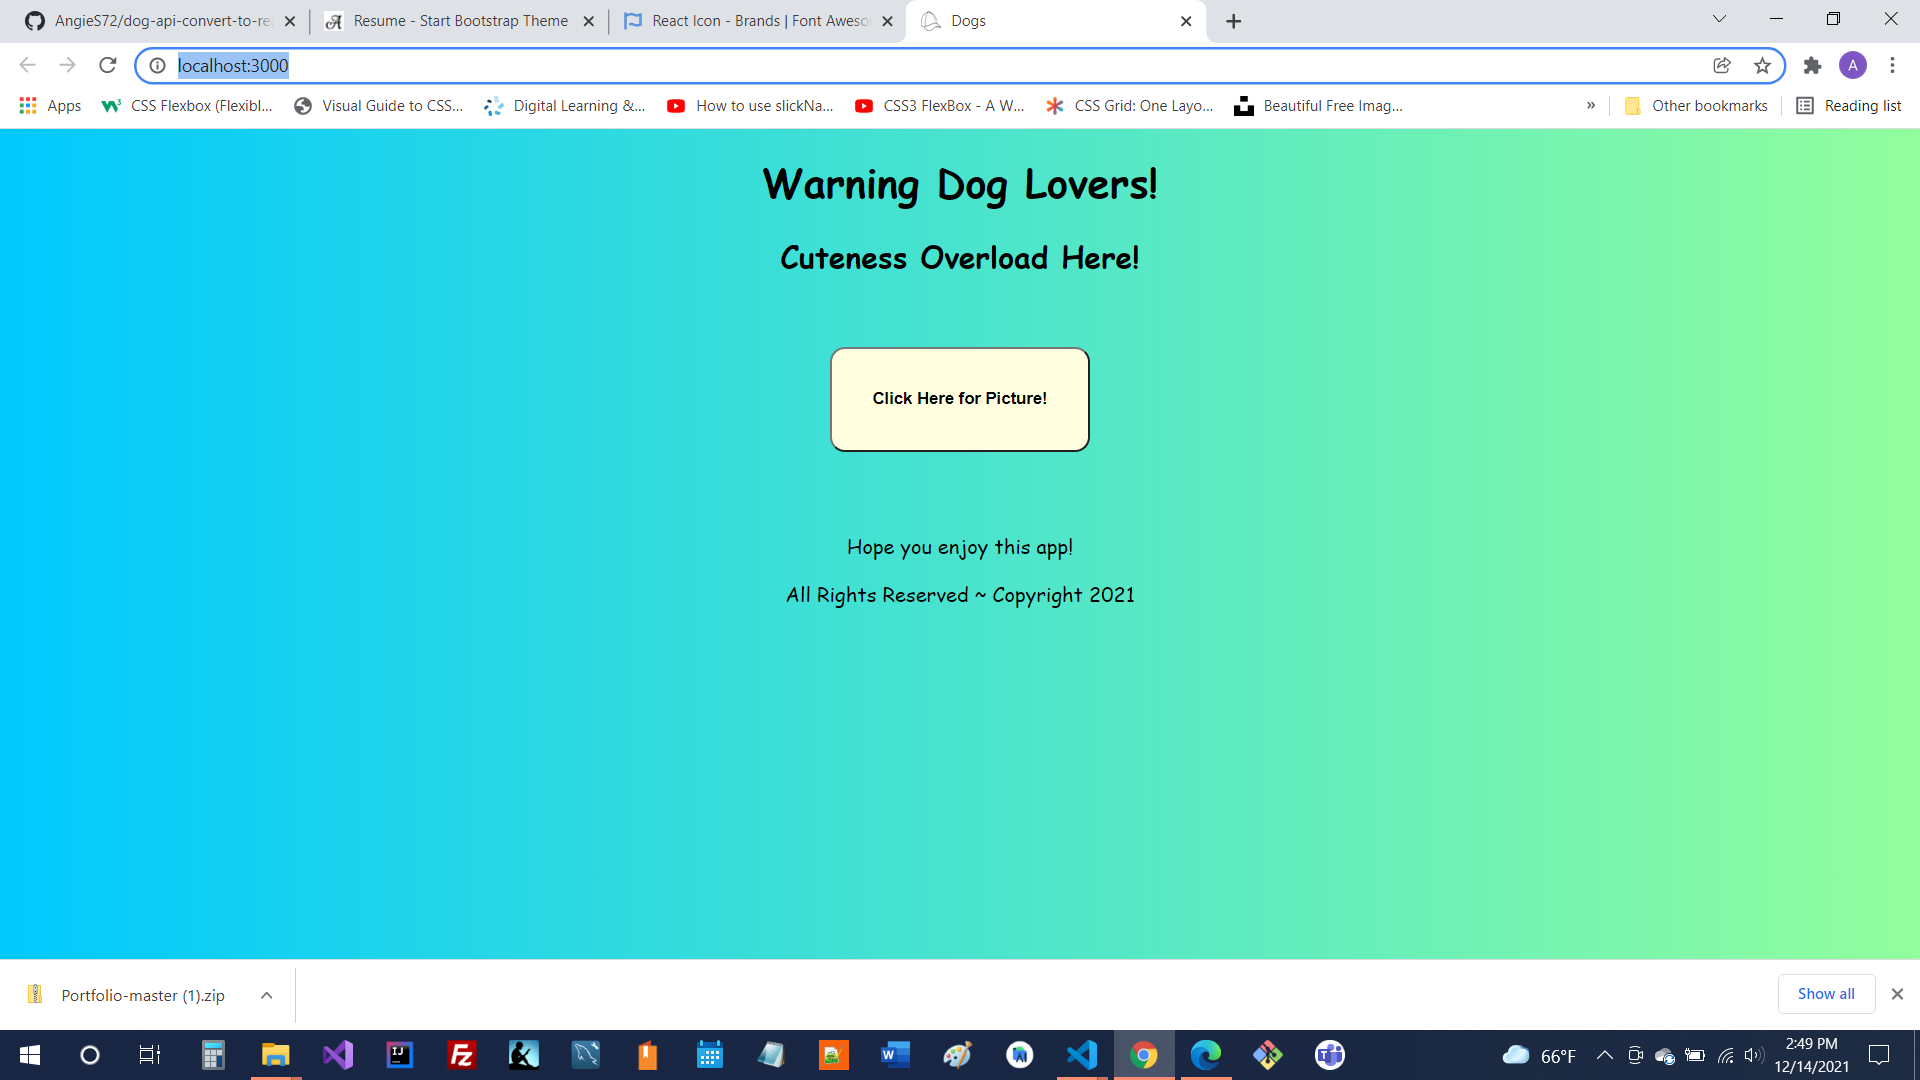 AngieS72/dog-api-convert-to-rea
Resume - Start Bootstrap Theme
React Icon - Brands | Font Aweso
Dogs
localhost:3000
A
Apps
CSS Flexbox (Flexibl...
Visual Guide to CSS...
Digital Learning &...
How to use slickNa...
CSS3 FlexBox - A W...
CSS Grid: One Layo...
Beautiful Free Imag...
»
Other bookmarks
Reading list
Warning Dog Lovers!
Cuteness Overload Here!
Click Here for Picture!
Hope you enjoy this app!
All Rights Reserved ~ Copyright 2021
Portfolio-master (1).zip
Show all
66°F
2:49 PM
12/14/2021